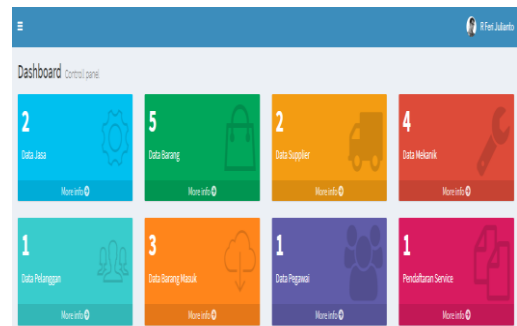 R Feri Julianto
Dashboard Controll panel
2
Data Jasa
More info
5
Data Barang
More info
2
Data Supplier
More info
4
Data Mekanik
More info
1
Data Pelanggan
More info
3
Data Barang Masuk
More info
1
Data Pegawai
More info
1
Pendaftaran Service
More info